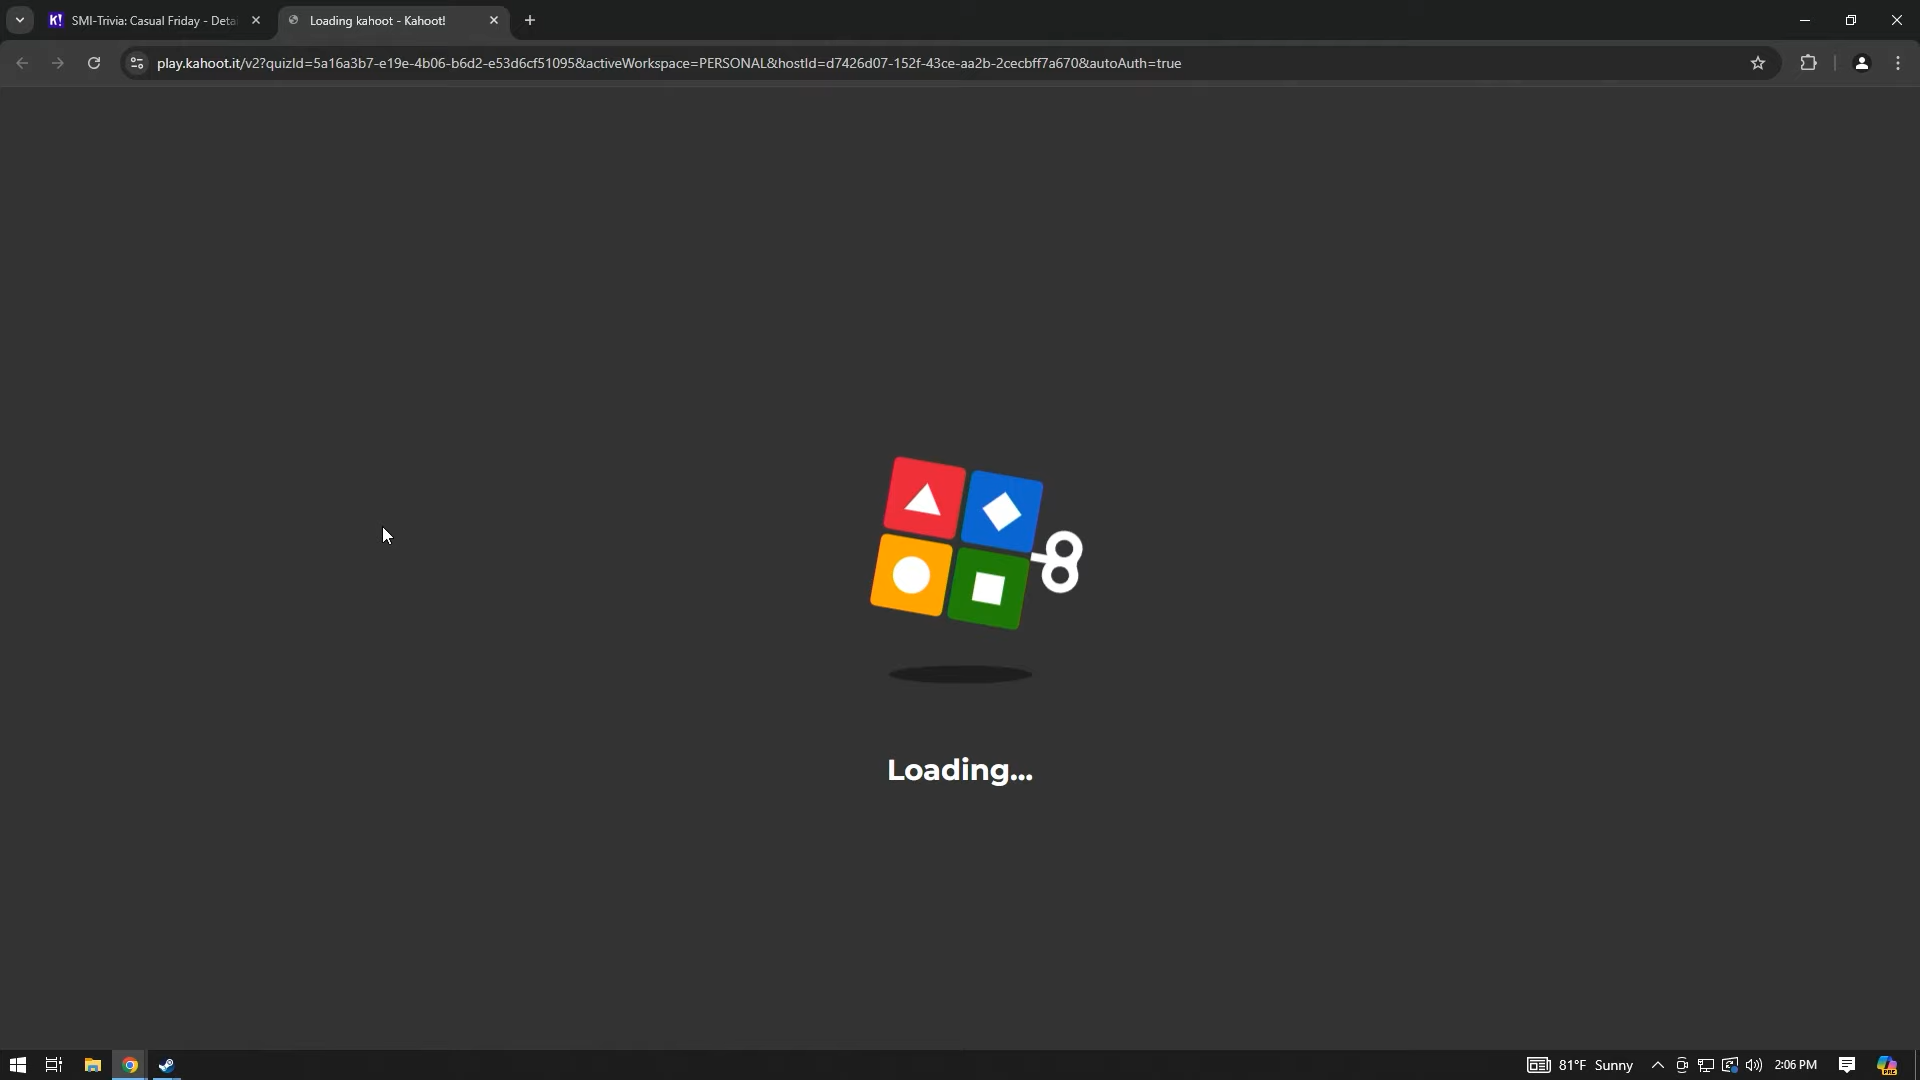 K! SMI-Trivia: Casual Friday - Deta
Loading kahoot - Kahoot!
play.kahoot.it/v2?quizId=5a16a3b7-e19e-4b06-b6d2-e53d6cf51095&activeWorkspace=PERSONAL&hostId=d7426d07-152f-43ce-aa2b-2cecbff7a670&autoAuth=true
Loading...
81°F Sunny
2:06 PM
PRE